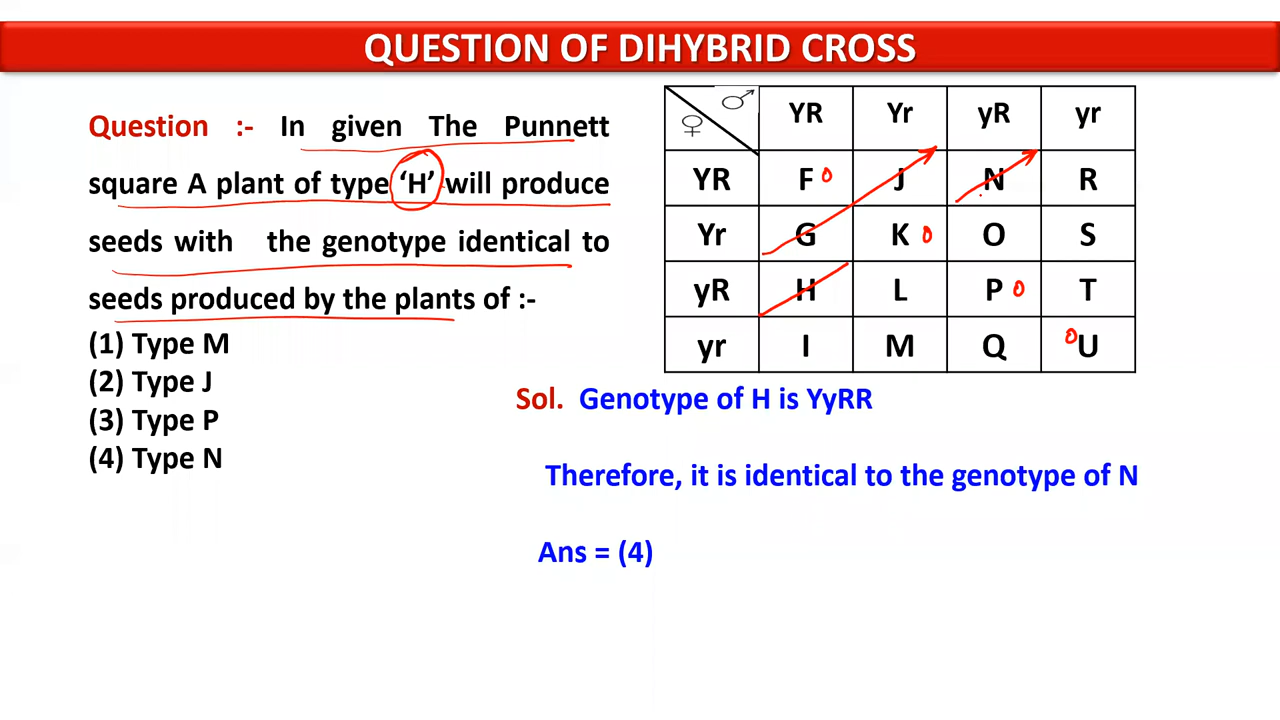 QUESTION OF DIHYBRID CROSS
Question :- In given The Punnett
square A plant of type ‘H’ will produce
seeds with the genotype identical to
seeds produced by the plants of :-
(1) Type M
(2) Type J
(3) Type P
(4) Type N
♀ ♂ YR Yr yR yr
YR F J N R
Yr G K O S
yR H L P T
yr I M Q U
Sol. Genotype of H is YyRR
Therefore, it is identical to the genotype of N
Ans = (4)